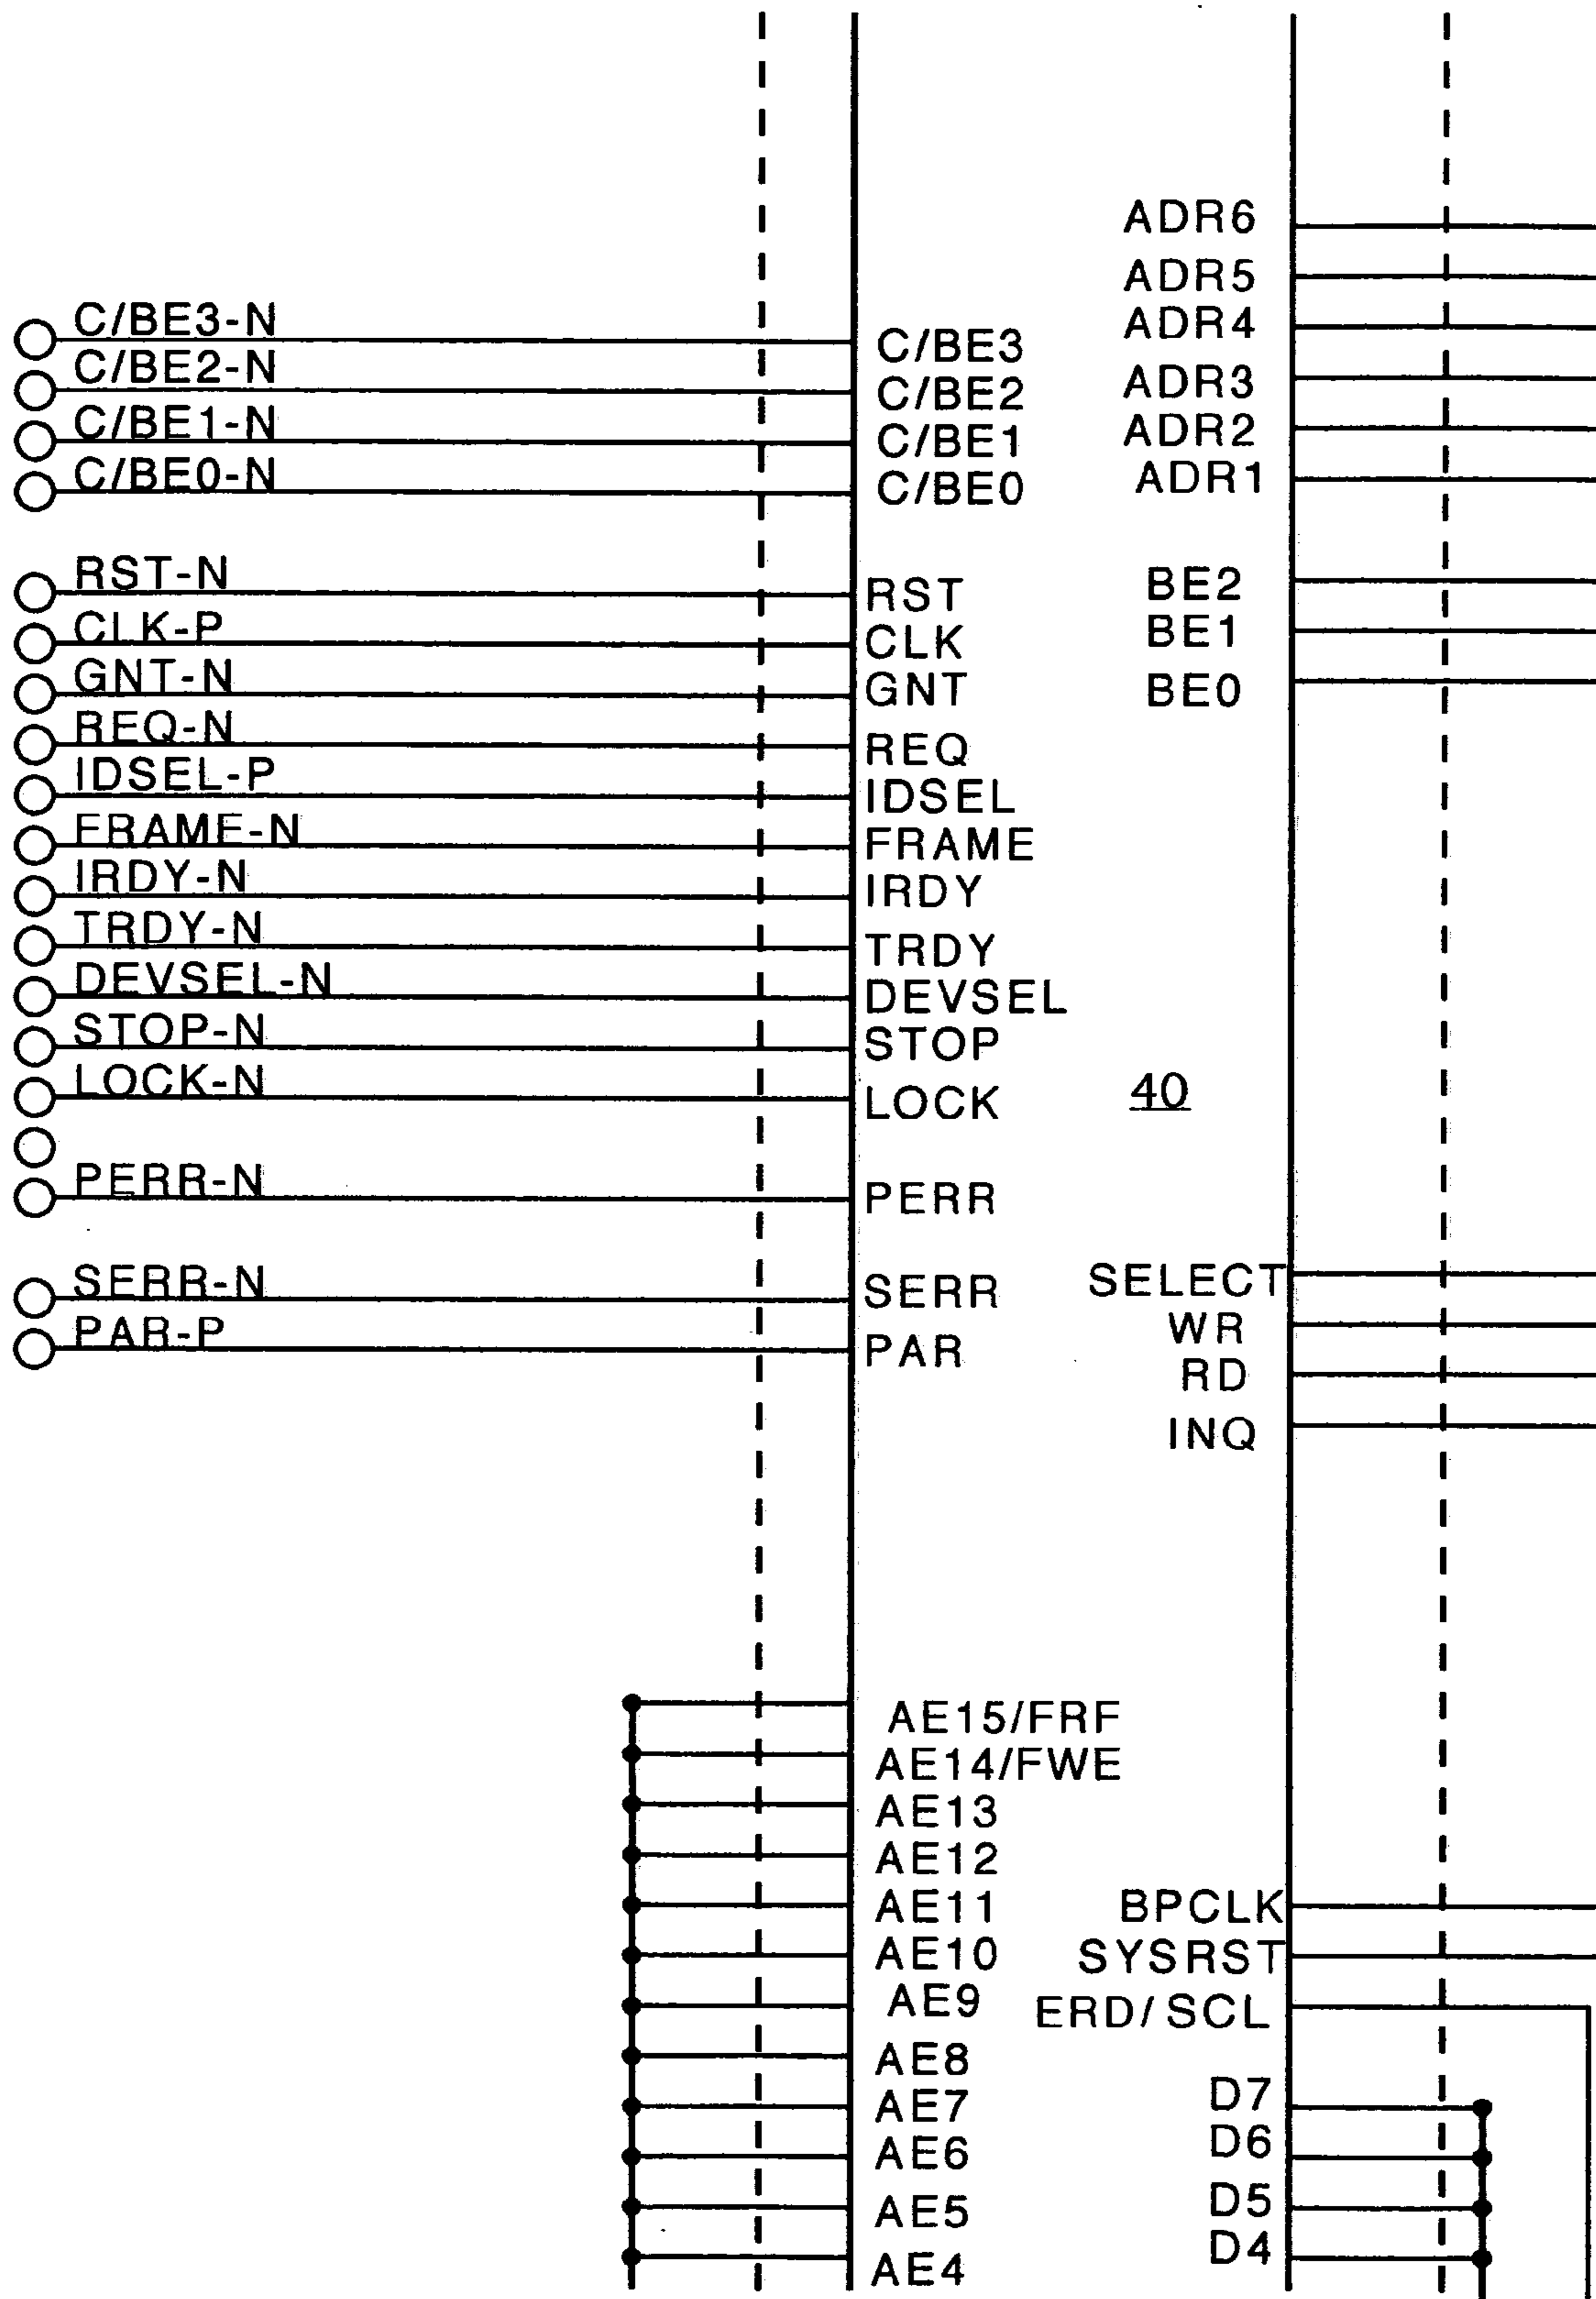 ADR6
ADR5
C/BE3-N C/BE3 ADR4
C/BE2-N C/BE2 ADR3
C/BE1-N C/BE1 ADR2
C/BE0-N C/BE0 ADR1
RST-N RST BE2
CLK-P CLK BE1
GNT-N GNT BE0
REQ-N REQ
IDSEL-P IDSEL
FRAME-N FRAME
IRDY-N IRDY
TRDY-N TRDY
DEVSEL-N DEVSEL
STOP-N STOP
LOCK-N LOCK 40
PERR-N PERR
SERR-N SERR SELECT
PAR-P PAR WR
RD
INQ
AE15/FRF
AE14/FWE
AE13
AE12
AE11 BPCLK
AE10 SYSRST
AE9 ERD/SCL
AE8
AE7 D7
AE6 D6
AE5 D5
AE4 D4